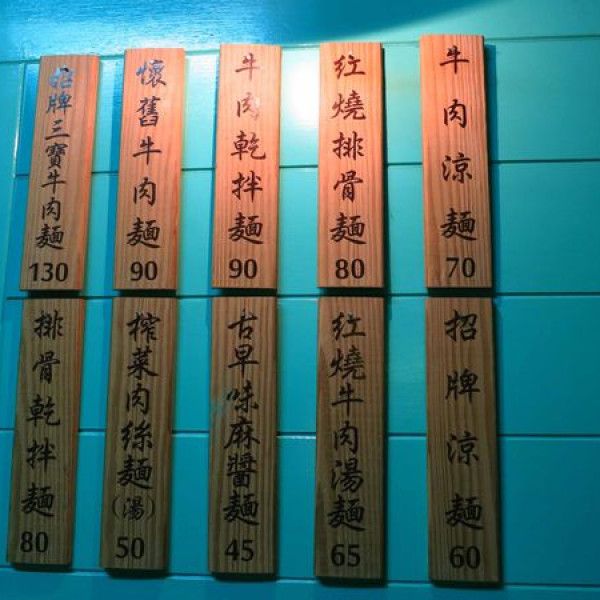 招牌三寶牛肉麵
130
懷舊牛肉麵
90
牛肉乾拌麵
90
紅燒排骨麵
80
牛肉涼麵
70
排骨乾拌麵
80
榨菜肉絲麵(湯)
50
古早味麻醬麵
45
紅燒牛肉湯麵
65
招牌涼麵
60